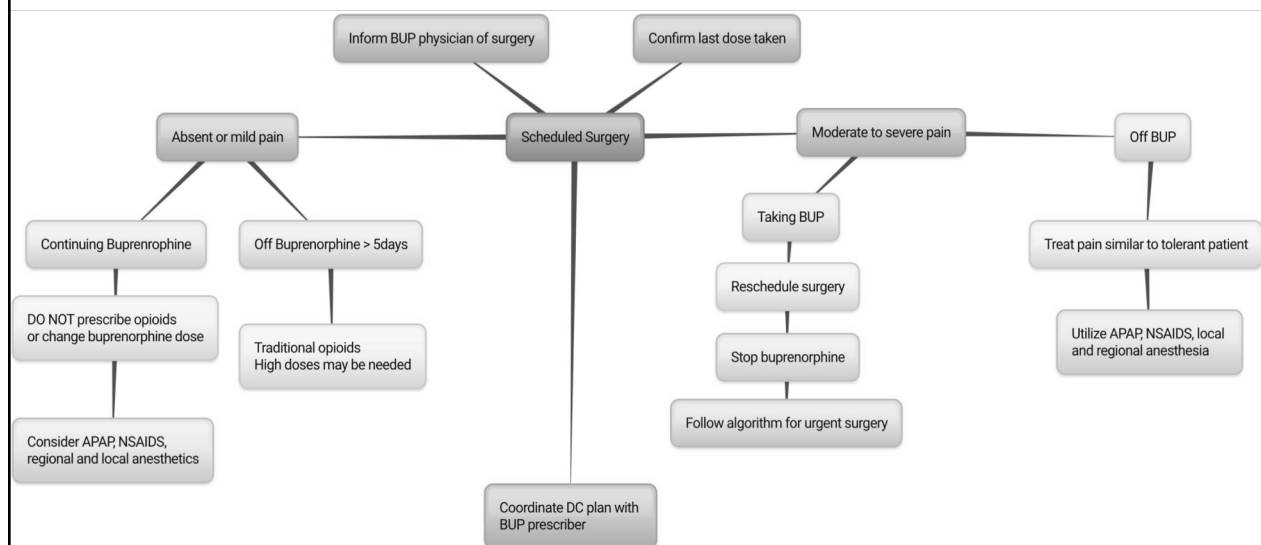 Inform BUP physician of surgery
Confirm last dose taken
Absent or mild pain
Scheduled Surgery
Moderate to severe pain
Off BUP
Continuing Buprenrophine
Off Buprenorphine > 5days
Taking BUP
Treat pain similar to tolerant patient
DO NOT prescribe opioids
or change buprenorphine dose
Traditional opioids
High doses may be needed
Reschedule surgery
Utilize APAP, NSAIDS, local
and regional anesthesia
Stop buprenorphine
Follow algorithm for urgent surgery
Consider APAP, NSAIDS,
regional and local anesthetics
Coordinate DC plan with
BUP prescriber